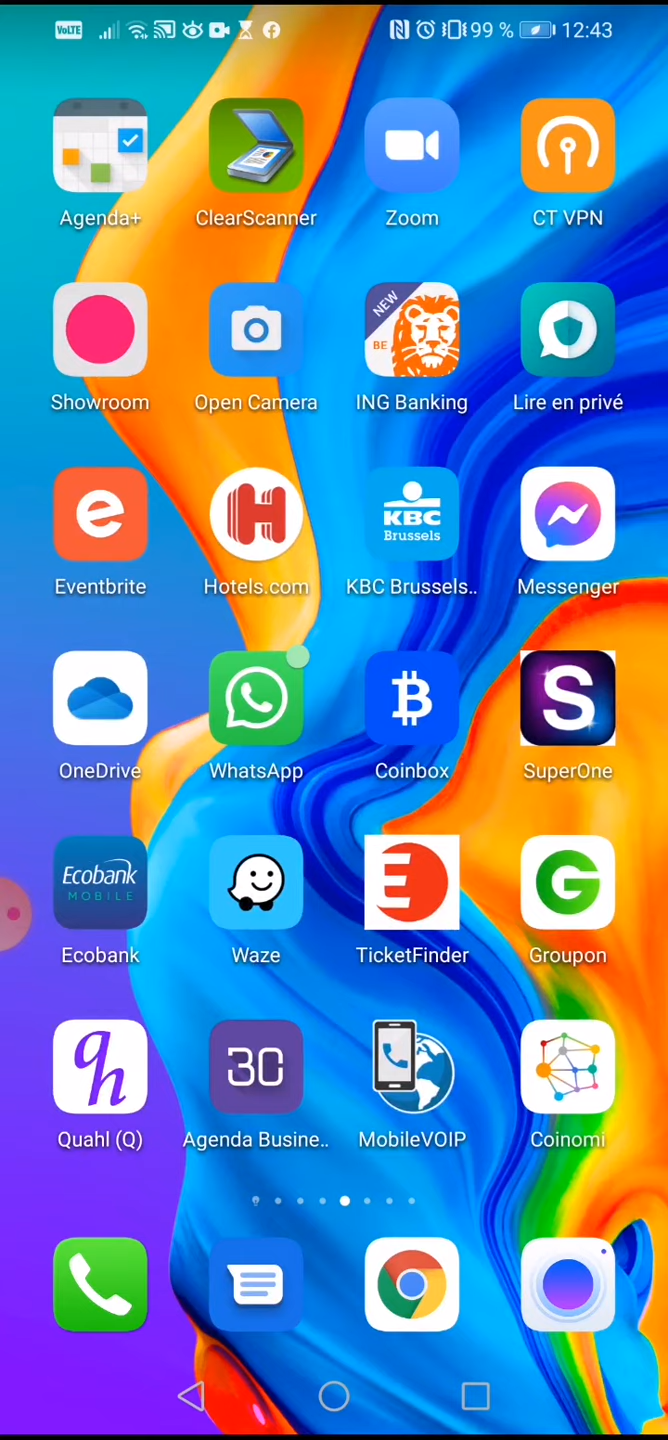 VoLTE 99 % 12:43
Agenda+ ClearScanner Zoom CT VPN
NEW
BE
Showroom Open Camera ING Banking Lire en privé
e H KBC
Brussels
Eventbrite Hotels.com KBC Brussels.. Messenger
S
OneDrive WhatsApp Coinbox SuperOne
Ecobank E G
MOBILE
Ecobank Waze TicketFinder Groupon
qh 30
Quahl (Q) Agenda Busine.. MobileVOIP Coinomi